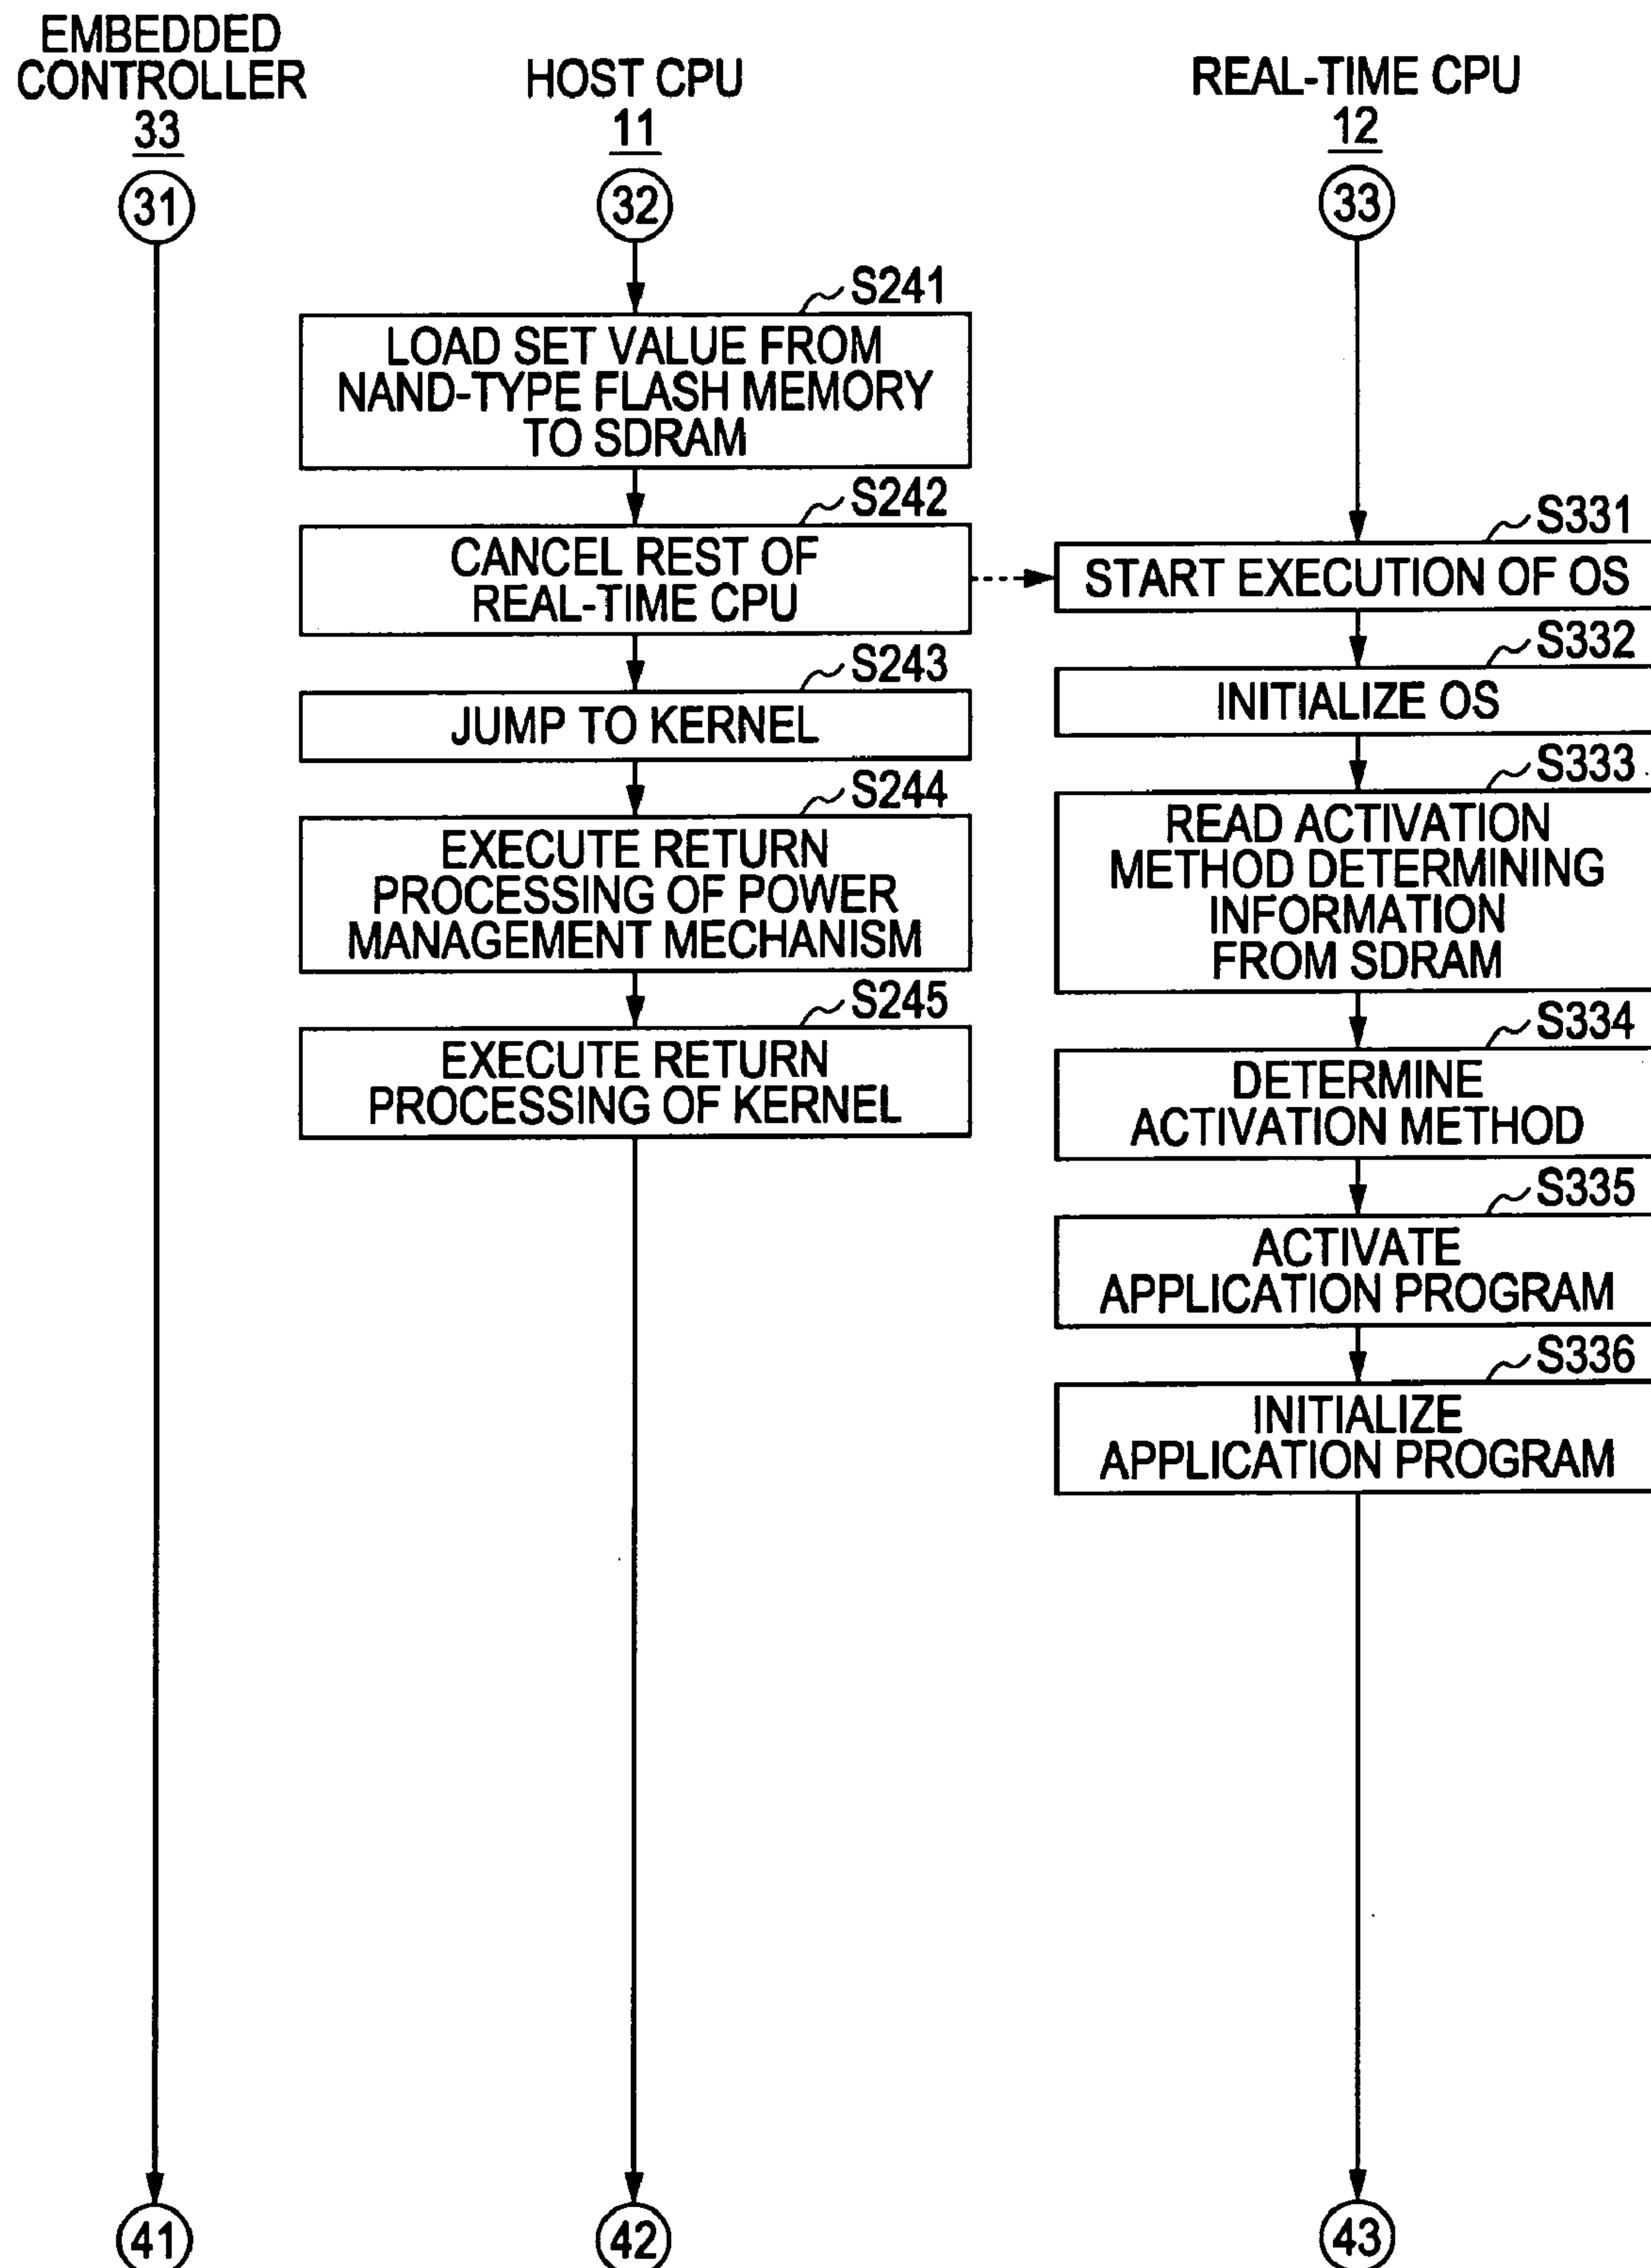 EMBEDDED
CONTROLLER
33
31
HOST CPU
11
32
REAL-TIME CPU
12
33
S241
LOAD SET VALUE FROM
NAND-TYPE FLASH MEMORY
TO SDRAM
S242
CANCEL REST OF
REAL-TIME CPU
S243
JUMP TO KERNEL
S244
EXECUTE RETURN
PROCESSING OF POWER
MANAGEMENT MECHANISM
S245
EXECUTE RETURN
PROCESSING OF KERNEL
S331
START EXECUTION OF OS
S332
INITIALIZE OS
S333
READ ACTIVATION
METHOD DETERMINING
INFORMATION
FROM SDRAM
S334
DETERMINE
ACTIVATION METHOD
S335
ACTIVATE
APPLICATION PROGRAM
S336
INITIALIZE
APPLICATION PROGRAM
41
42
43